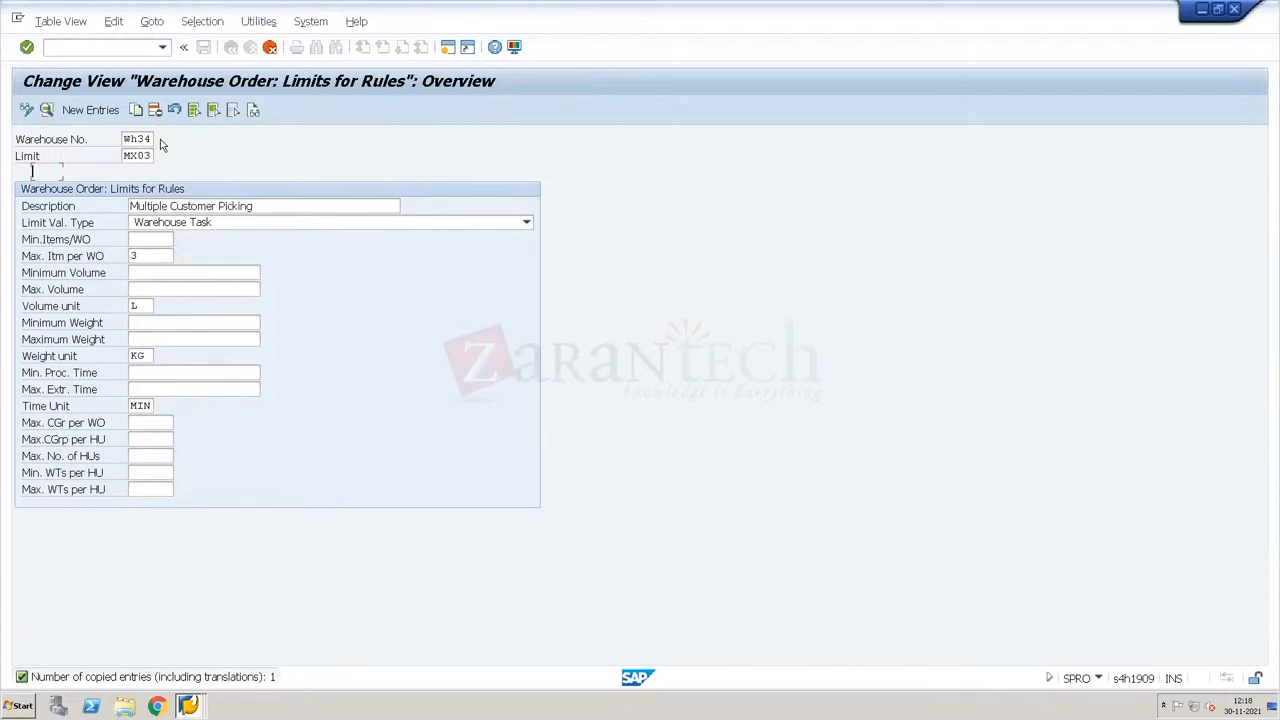 Table View Edit Goto Selection Utilities System Help
Change View "Warehouse Order: Limits for Rules": Overview
New Entries
Warehouse No. Wh34
Limit MX03
Warehouse Order: Limits for Rules
Description Multiple Customer Picking
Limit Val. Type Warehouse Task
Min.Items/WO
Max. Itm per WO 3
Minimum Volume
Max. Volume
Volume unit L
Minimum Weight
Maximum Weight
Weight unit KG
Min. Proc. Time
Max. Extr. Time
Time Unit MIN
Max. CGr per WO
Max.CGrp per HU
Max. No. of HUs
Min. WTs per HU
Max. WTs per HU
ZARANTECH
knowledge is everything
Number of copied entries (including translations): 1
SAP
SPRO s4h1909 INS
Start
12:18
30-11-2021